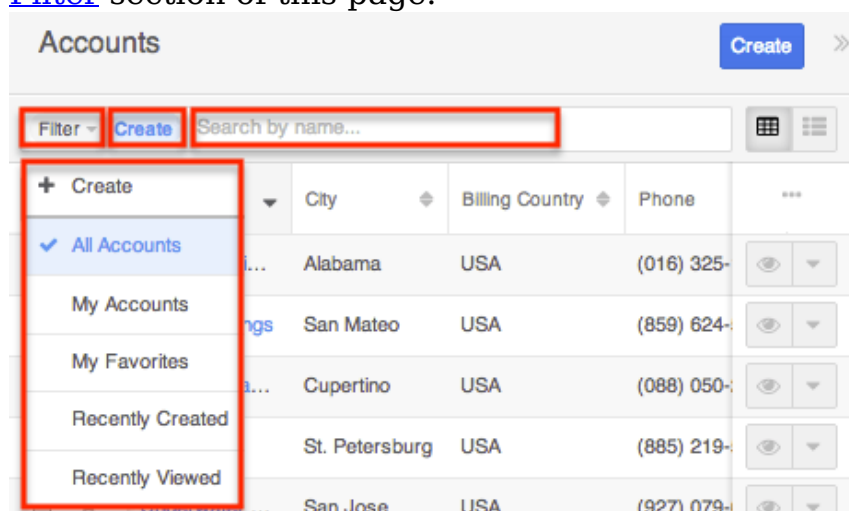 Filter section of this page.
Accounts Create
Filter Create Search by name...
+ Create
City Billing Country Phone ...
All Accounts
i... Alabama USA (016) 325-
My Accounts
ngs San Mateo USA (859) 624-
My Favorites
a... Cupertino USA (088) 050-
Recently Created
St. Petersburg USA (885) 219-
Recently Viewed
San Jose USA (927) 079-